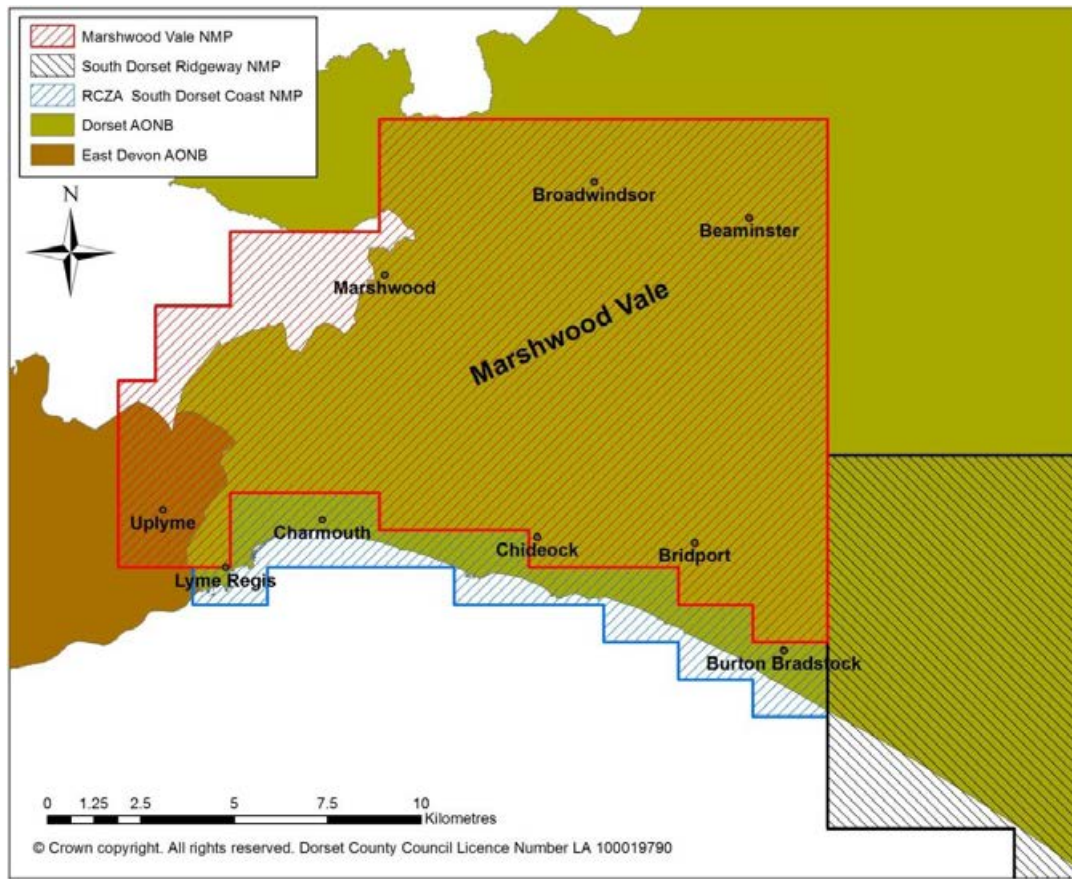 Marshwood Vale NMP
South Dorset Ridgeway NMP
RCZA South Dorset Coast NMP
Dorset AONB
East Devon AONB
N
Broadwindsor
Beaminster
Marshwood
Marshwood Vale
Uplyme
Charmouth
Chideock
Bridport
Lyme Regis
Burton Bradstock
0 1.25 2.5 5 7.5 10
Kilometres
© Crown copyright. All rights reserved. Dorset County Council Licence Number LA 100019790